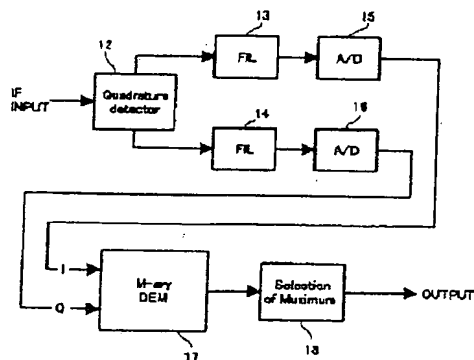 12
13
15
FIL
A/D
IF
INPUT
Quadrature
detector
14
16
FIL
A/D
I
Q
M-ary
DEM
Selection
of Maximum
OUTPUT
17
18